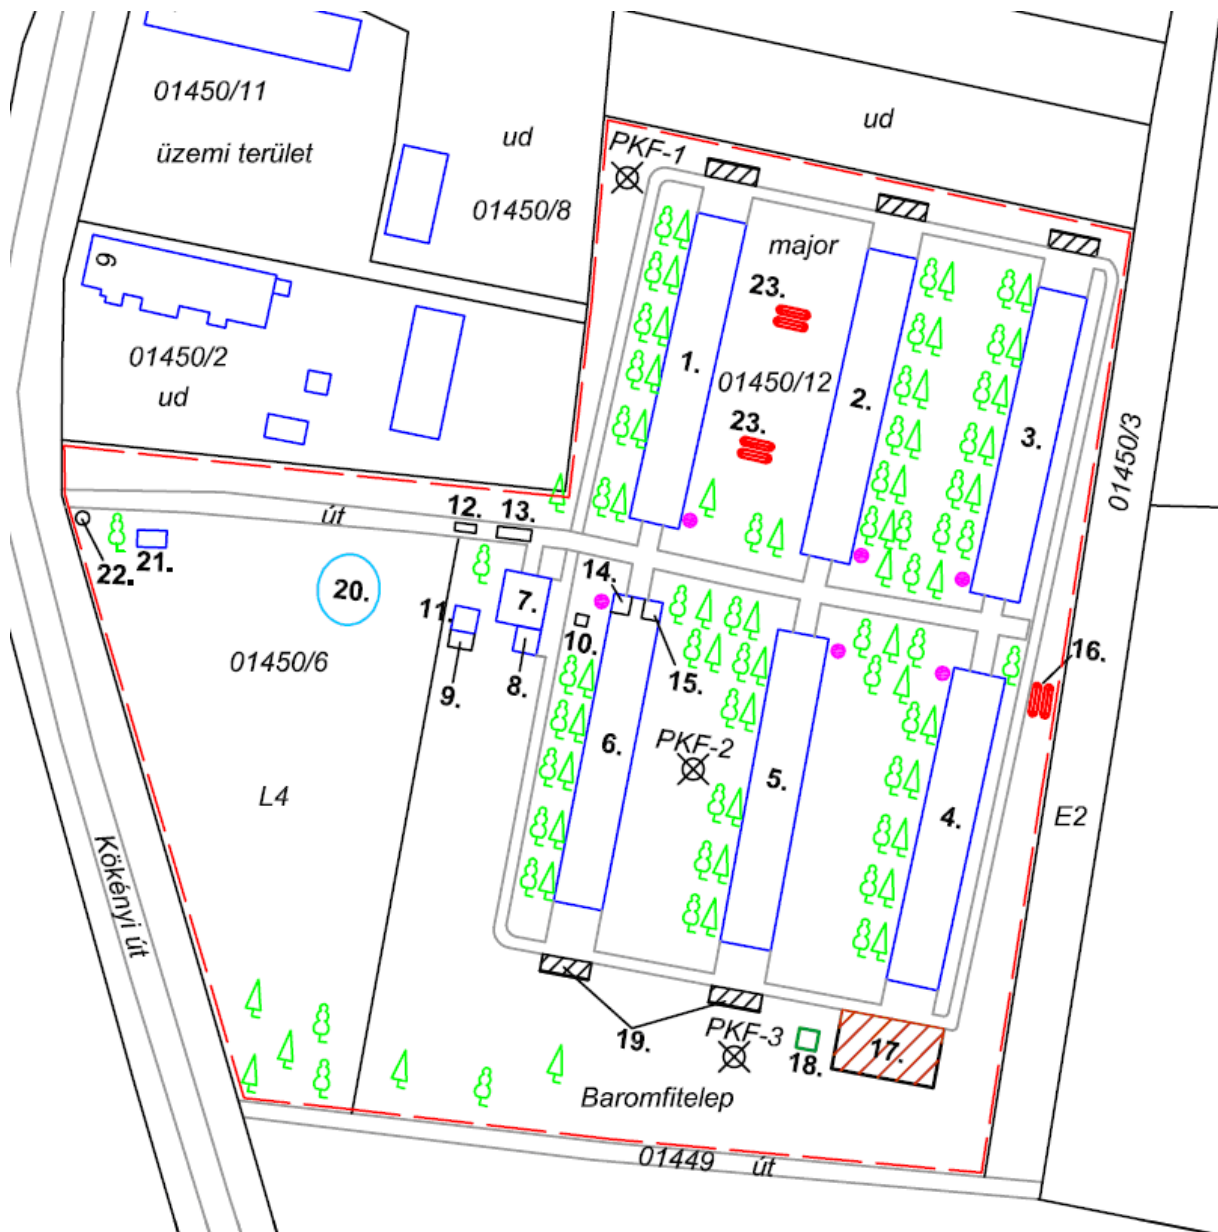 01450/11
üzemi terület
ud
01450/8
ud
PKF-1
major
6
01450/2
ud
23.
1.
01450/12
2.
3.
23.
01450/3
12.
13.
út
22.
21.
20.
14.
7.
11.
10.
01450/6
9.
8.
15.
16.
6.
PKF-2
5.
4.
L4
E2
Kökényi út
19.
PKF-3
18.
17.
Baromfitelep
01449 út